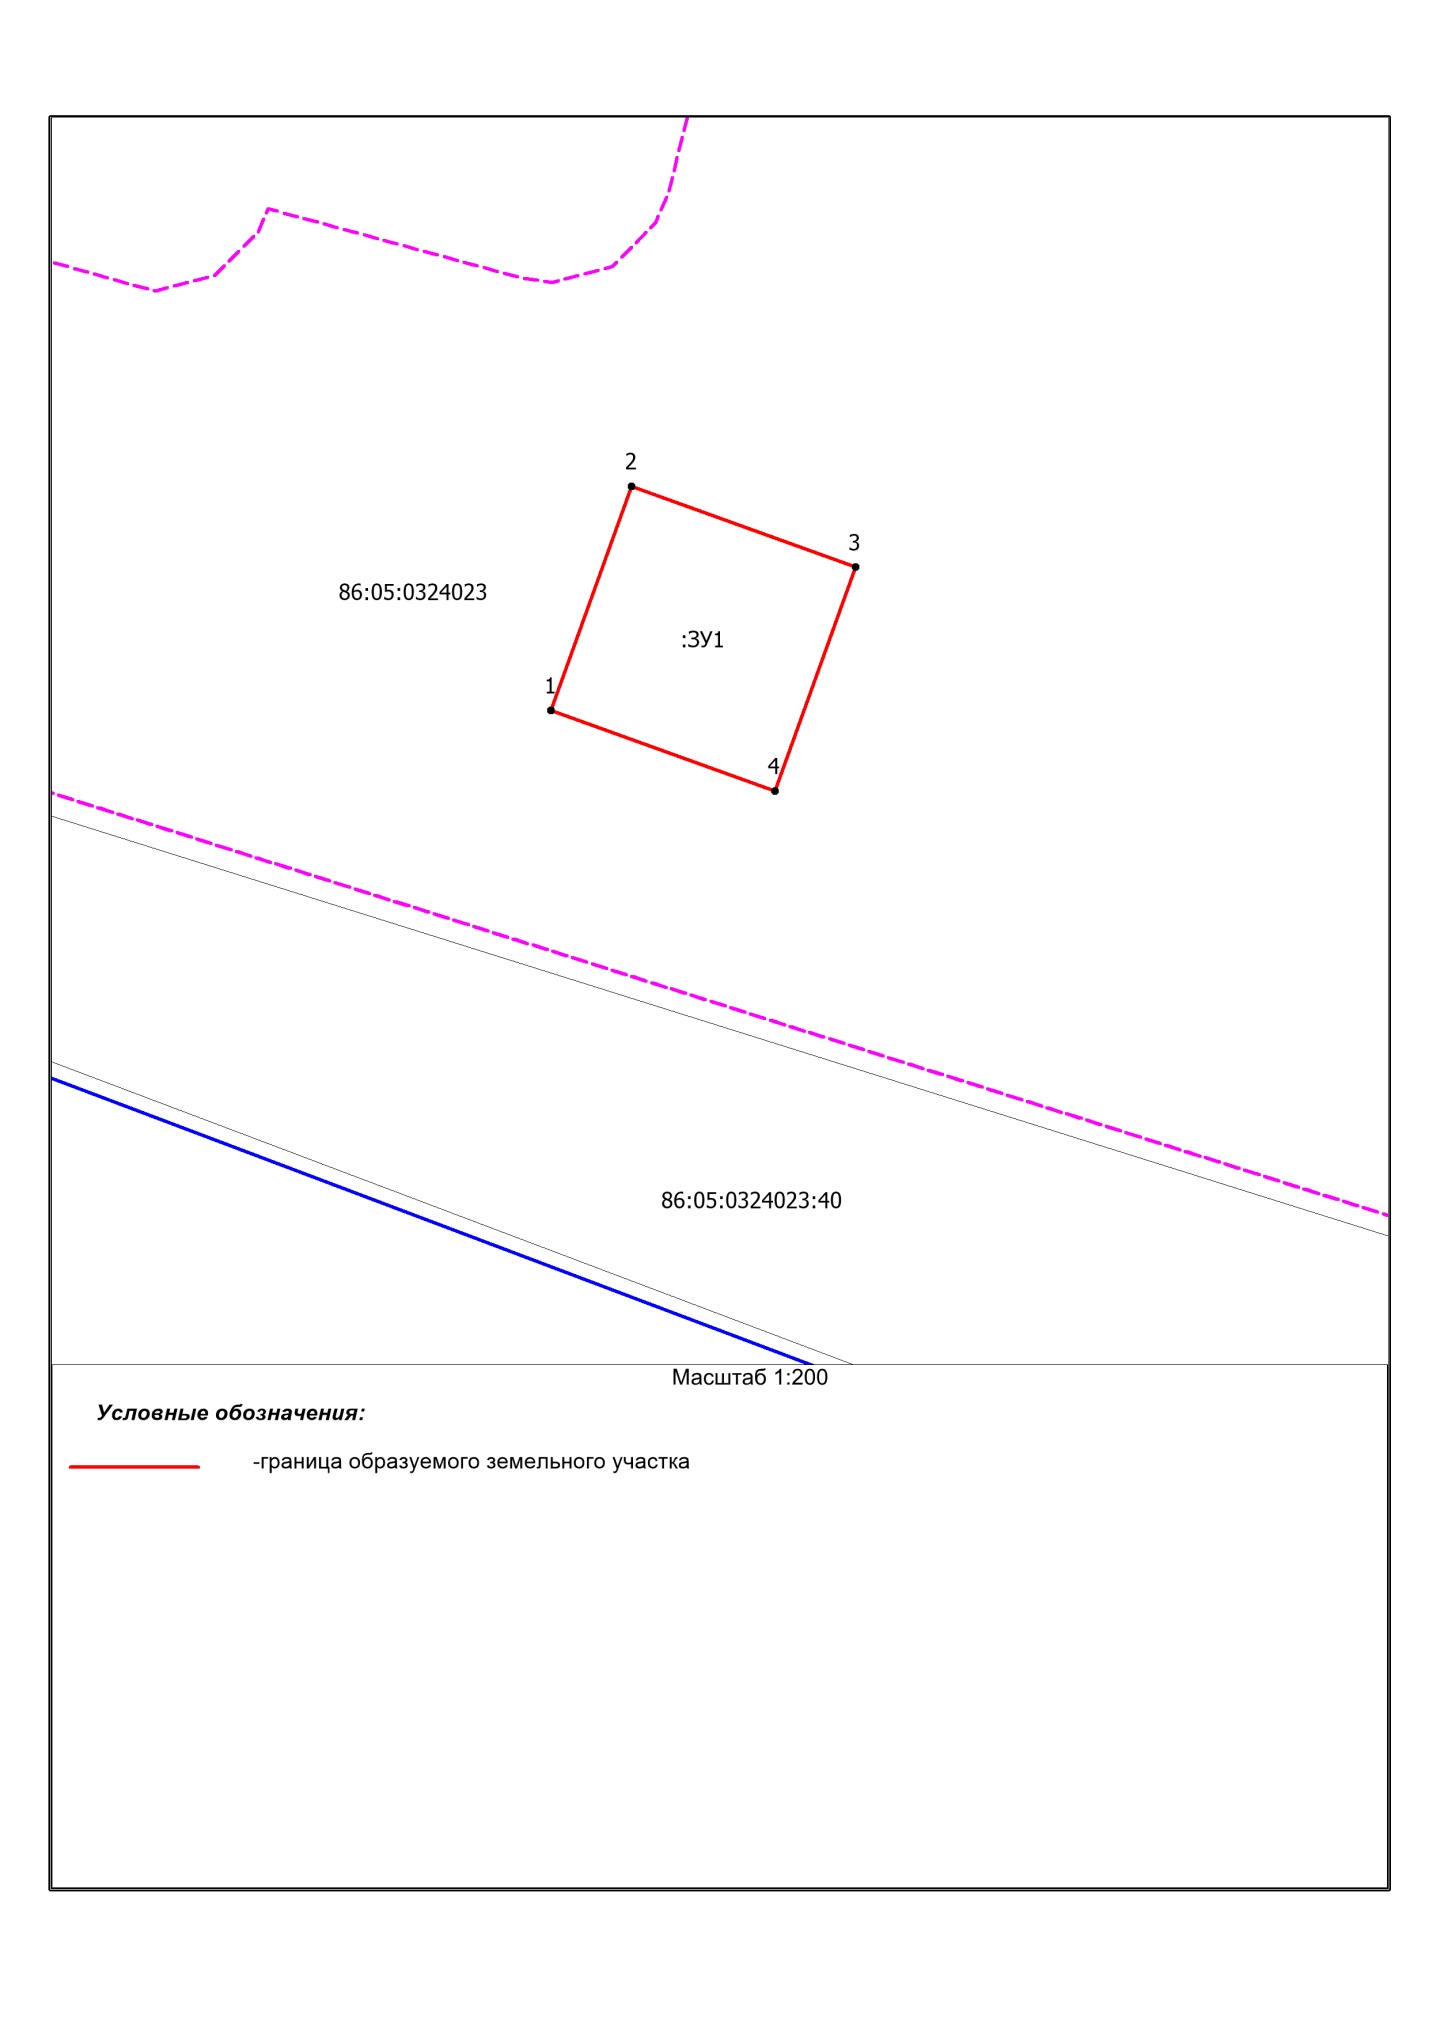 2
3
86:05:0324023
:ЗУ1
1
4
86:05:0324023:40
Масштаб 1:200
Условные обозначения:
-граница образуемого земельного участка